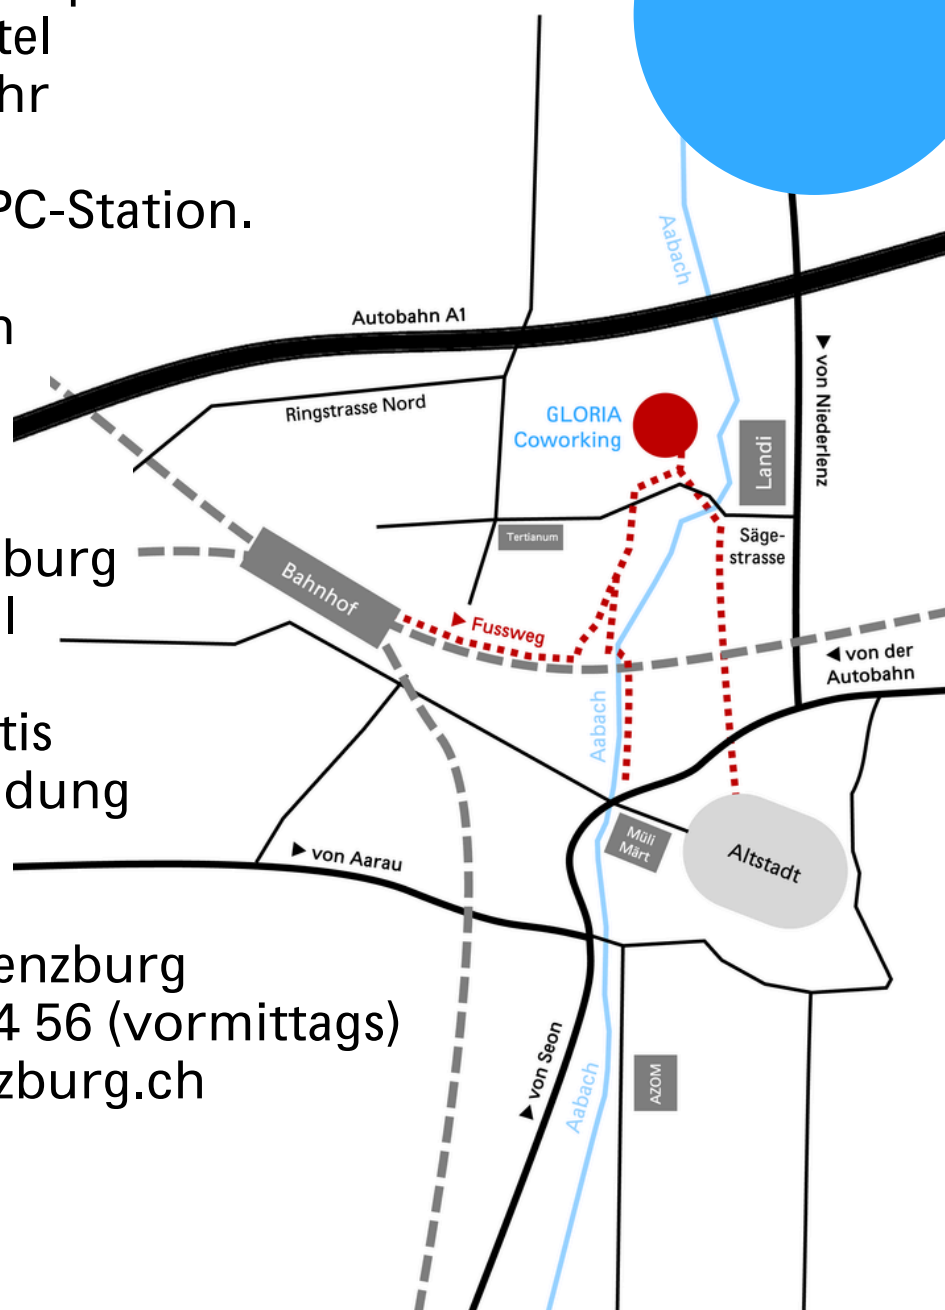 tel
hr
PC-Station.
n
burg
l
tis
dung
enzburg
4 56 (vormittags)
zburg.ch
Aabach
Autobahn A1
▶ von Niederlenz
Ringstrasse Nord
GLORIA
Coworking
Landi
Tertianum
Säge-
strasse
Bahnhof
▶ Fussweg
◀ von der
Autobahn
Aabach
Müli
Märt
Altstadt
▶ von Aarau
▶ von Seon
Aabach
AZOM